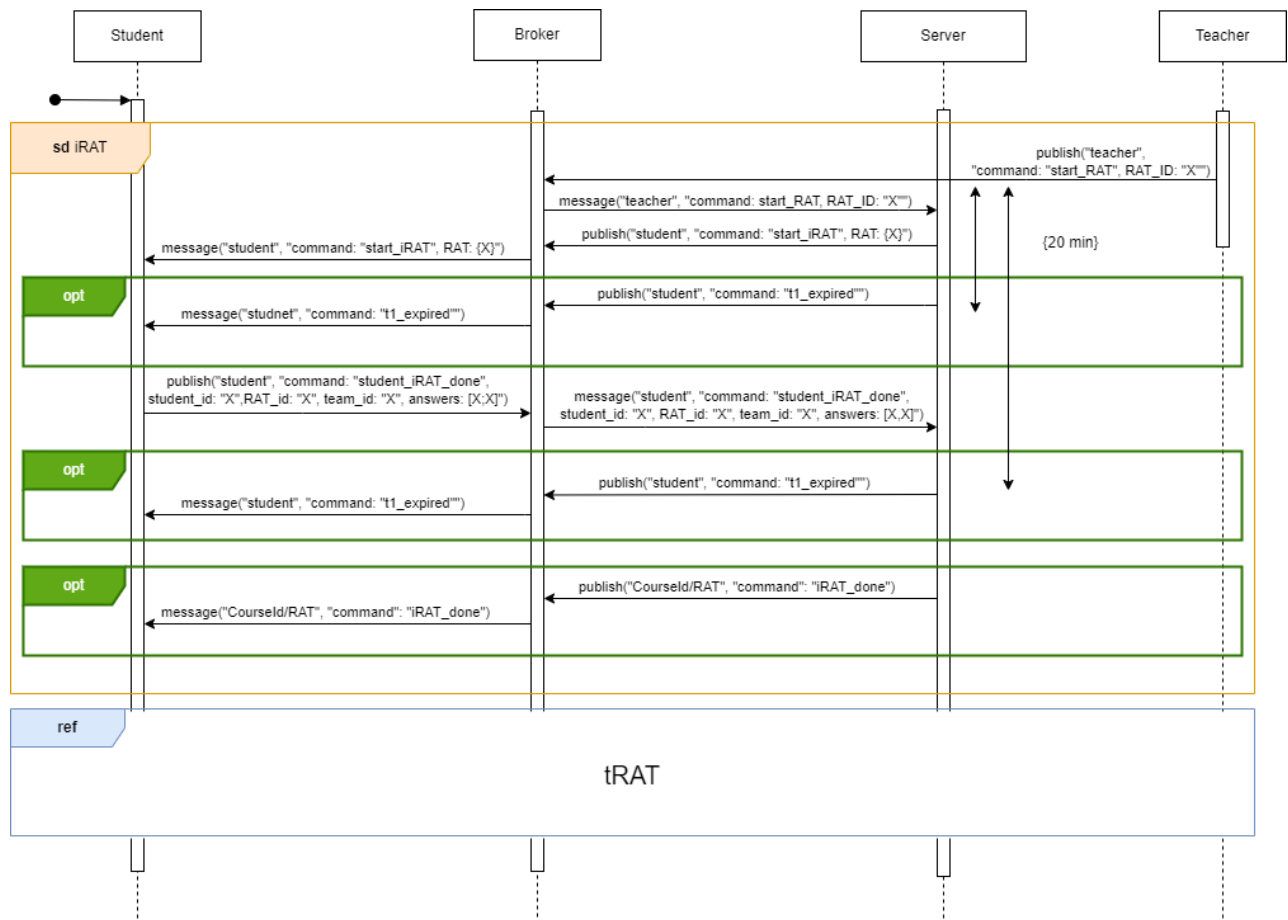 Student
Broker
Server
Teacher
sd iRAT
publish("teacher",
"command: "start_RAT", RAT_ID: "X"")
message("teacher", "command: start_RAT, RAT_ID: "X"")
publish("student", "command: "start_iRAT", RAT: {X}")
{20 min}
message("student", "command: "start_iRAT", RAT: {X}")
opt
publish("student", "command: "t1_expired"")
message("studnet", "command: "t1_expired"")
publish("student", "command: "student_iRAT_done",
student_id: "X",RAT_id: "X", team_id: "X", answers: [X;X]")
message("student", "command: "student_iRAT_done",
student_id: "X", RAT_id: "X", team_id: "X", answers: [X,X]")
opt
publish("student", "command: "t1_expired"")
message("student", "command: "t1_expired"")
opt
publish("CourseId/RAT", "command": "iRAT_done")
message("CourseId/RAT", "command": "iRAT_done")
ref
tRAT